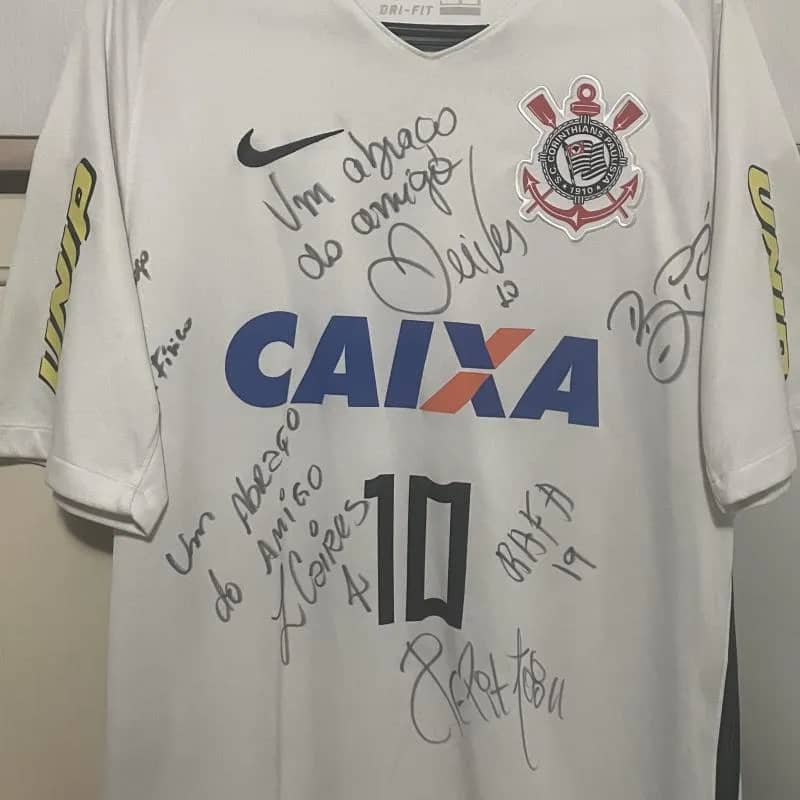 DRI-FIT
S.C. CORINTHIANS PAULISTA
1910
Um abraço
do amigo
Deives
10
UNIP
UNIP
Físico
CAIXA
Um ABRAÇO
do AMIGO
L Caires
4
10
RAFA
19